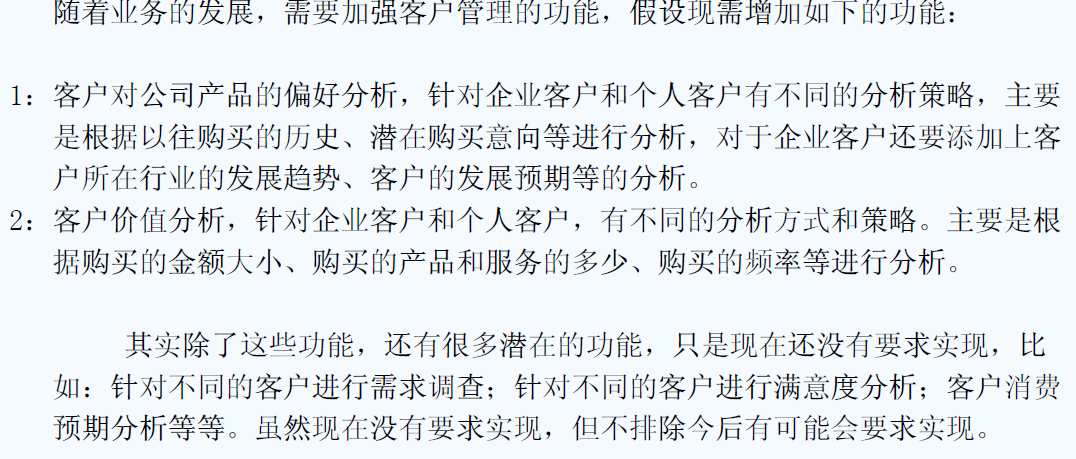 随着业务的发展，需要加强客户管理的功能，假设现需增加如下的功能：
1：客户对公司产品的偏好分析，针对企业客户和个人客户有不同的分析策略，主要
是根据以往购买的历史、潜在购买意向等进行分析，对于企业客户还要添加上客
户所在行业的发展趋势、客户的发展预期等的分析。
2：客户价值分析，针对企业客户和个人客户，有不同的分析方式和策略。主要是根
据购买的金额大小、购买的产品和服务的多少、购买的频率等进行分析。
其实除了这些功能，还有很多潜在的功能，只是现在还没有要求实现，比
如：针对不同的客户进行需求调查；针对不同的客户进行满意度分析；客户消费
预期分析等等。虽然现在没有要求实现，但不排除今后有可能会要求实现。